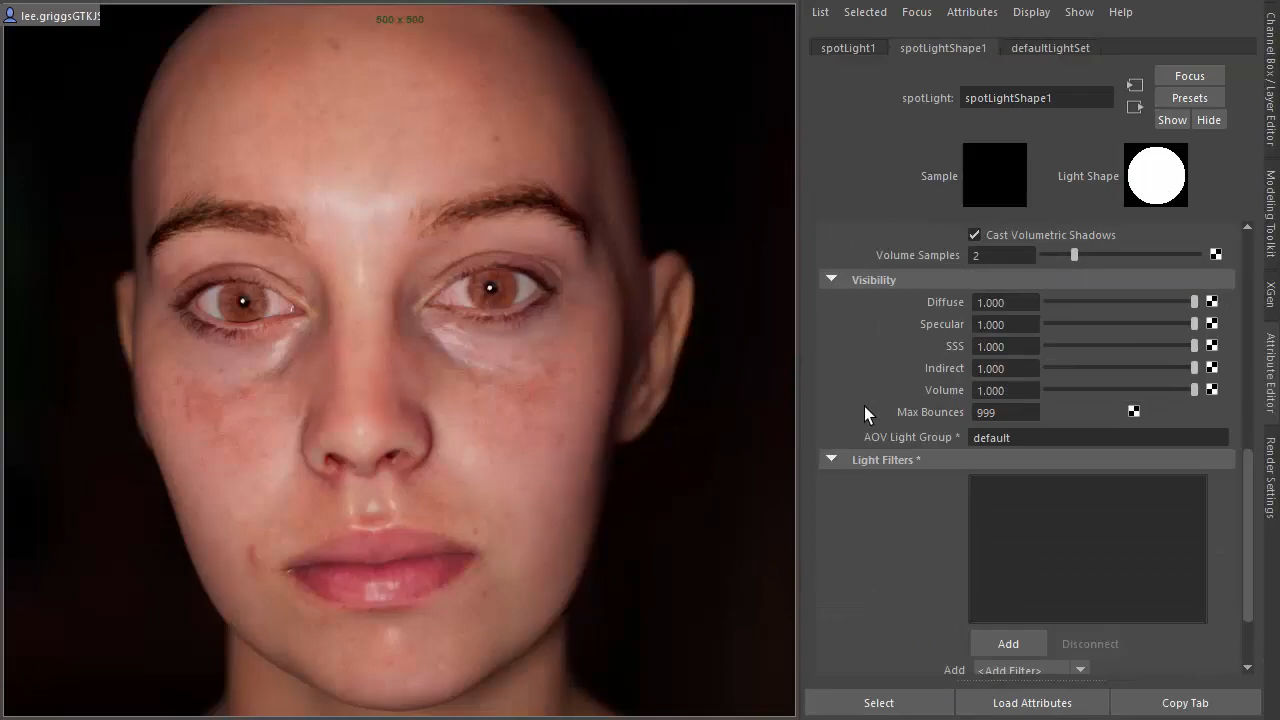 lee.griggsGTKJS
500 x 500
List Selected Focus Attributes Display Show Help
spotLight1 spotLightShape1 defaultLightSet
spotLight: spotLightShape1
Focus
Presets
Show Hide
Sample Light Shape
Cast Volumetric Shadows
Volume Samples 2
Visibility
Diffuse 1.000
Specular 1.000
SSS 1.000
Indirect 1.000
Volume 1.000
Max Bounces 999
AOV Light Group * default
Light Filters *
Add Disconnect
Add <Add Filter>
Select Load Attributes Copy Tab
Channel Box / Layer Editor
Modeling Toolkit
XGen
Attribute Editor
Render Settings